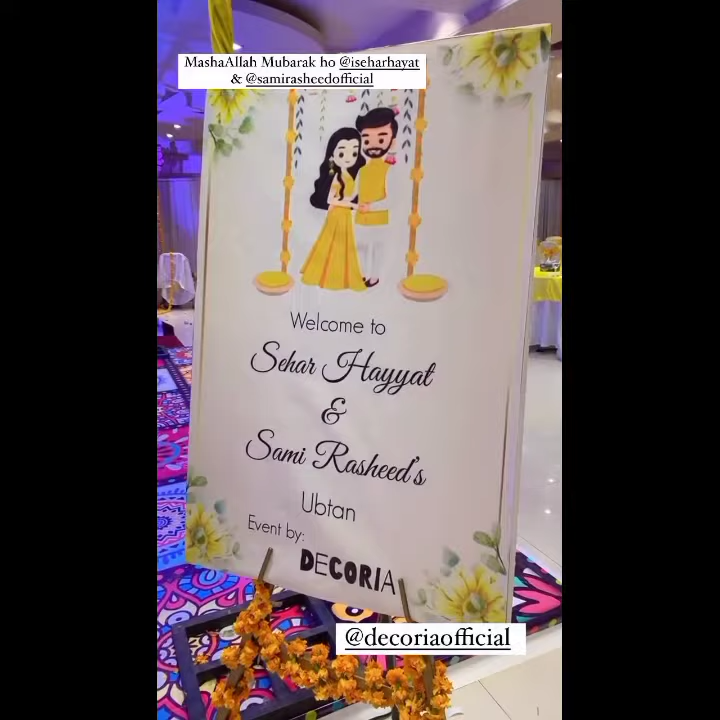 MashaAllah Mubarak ho @iseharhayat
& @samirasheedofficial
Welcome to
Sehar Hayyat
&
Sami Rasheed's
Ubtan
Event by:
DECORIA
@decoriaofficial